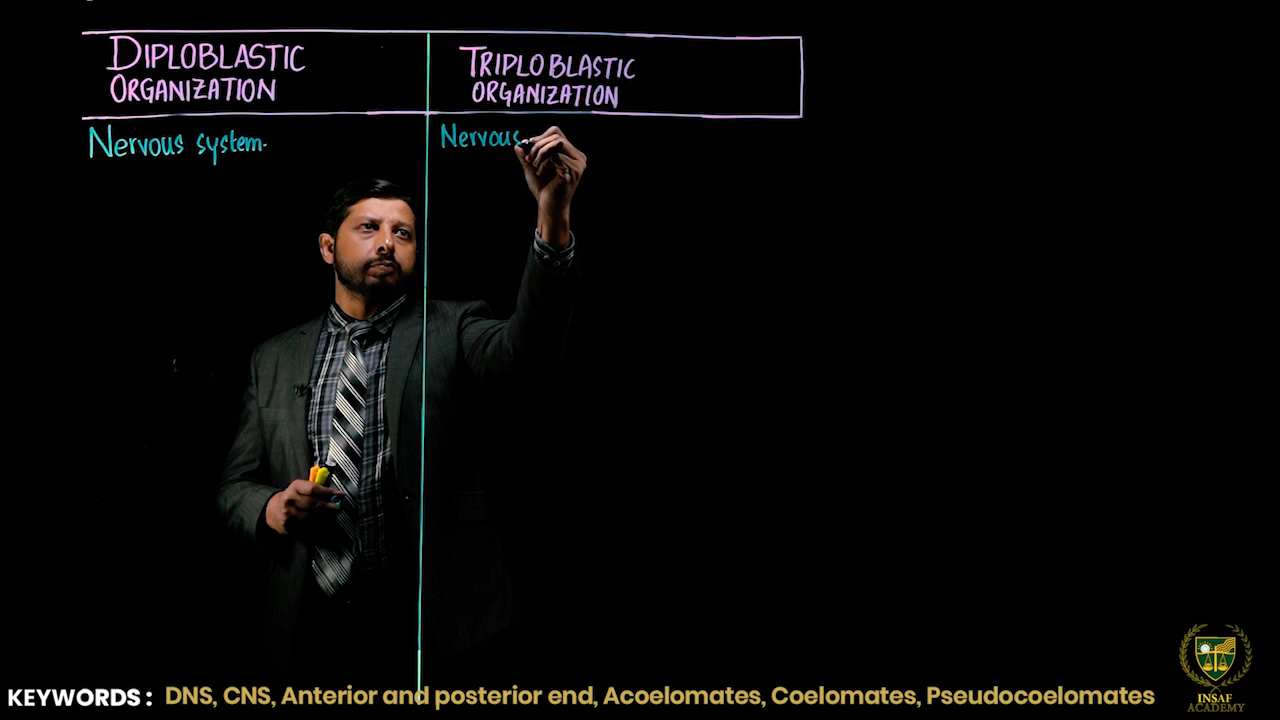 DIPLOBLASTIC
ORGANIZATION
TRIPLOBLASTIC
ORGANIZATION
Nervous system.
Nervous
KEYWORDS : DNS, CNS, Anterior and posterior end, Acoelomates, Coelomates, Pseudocoelomates
INSAF
ACADEMY